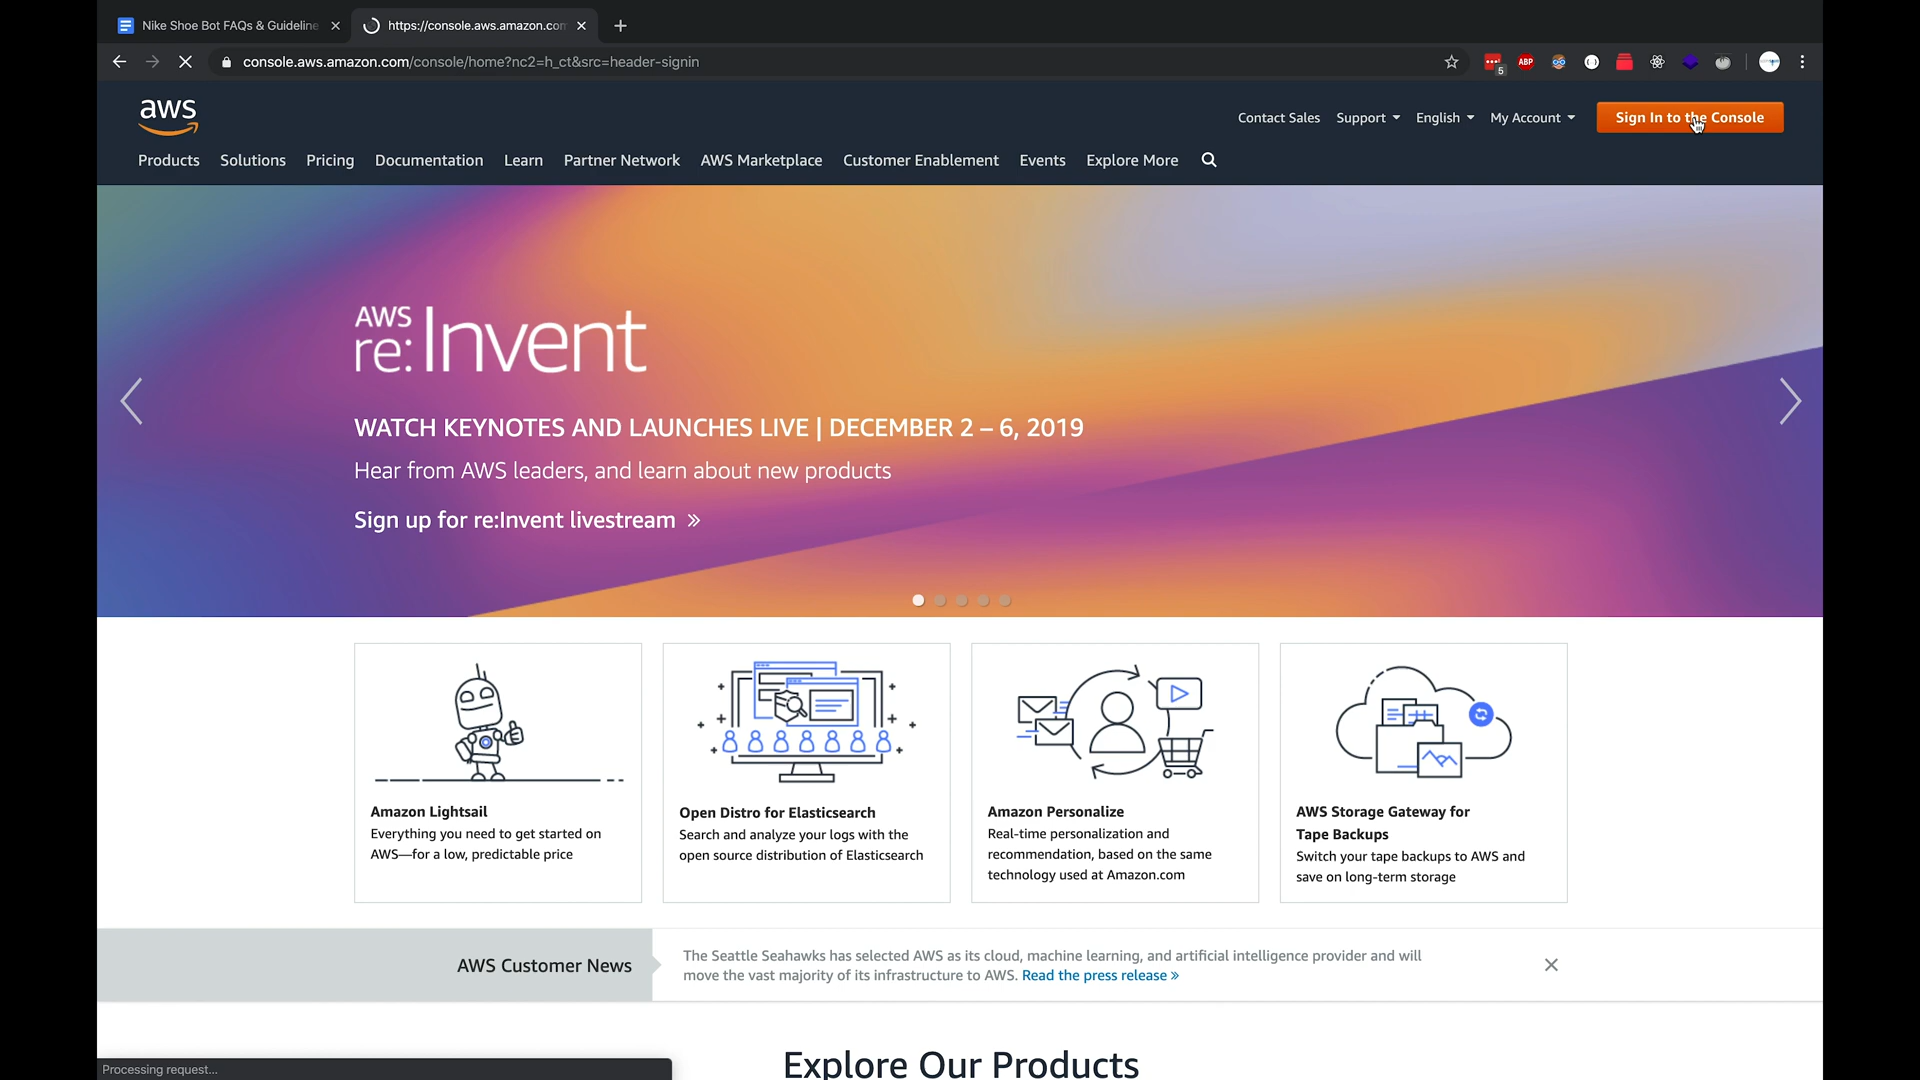 Nike Shoe Bot FAQs & Guideline
https://console.aws.amazon.com
console.aws.amazon.com/console/home?nc2=h_ct&src=header-signin
5
ABP
aws
Contact Sales Support English My Account Sign In to the Console
Products Solutions Pricing Documentation Learn Partner Network AWS Marketplace Customer Enablement Events Explore More
AWS
re:Invent
WATCH KEYNOTES AND LAUNCHES LIVE | DECEMBER 2 – 6, 2019
Hear from AWS leaders, and learn about new products
Sign up for re:Invent livestream »
Amazon Lightsail
Everything you need to get started on
AWS—for a low, predictable price
Open Distro for Elasticsearch
Search and analyze your logs with the
open source distribution of Elasticsearch
Amazon Personalize
Real-time personalization and
recommendation, based on the same
technology used at Amazon.com
AWS Storage Gateway for
Tape Backups
Switch your tape backups to AWS and
save on long-term storage
AWS Customer News
The Seattle Seahawks has selected AWS as its cloud, machine learning, and artificial intelligence provider and will
move the vast majority of its infrastructure to AWS. Read the press release »
Explore Our Products
Processing request...